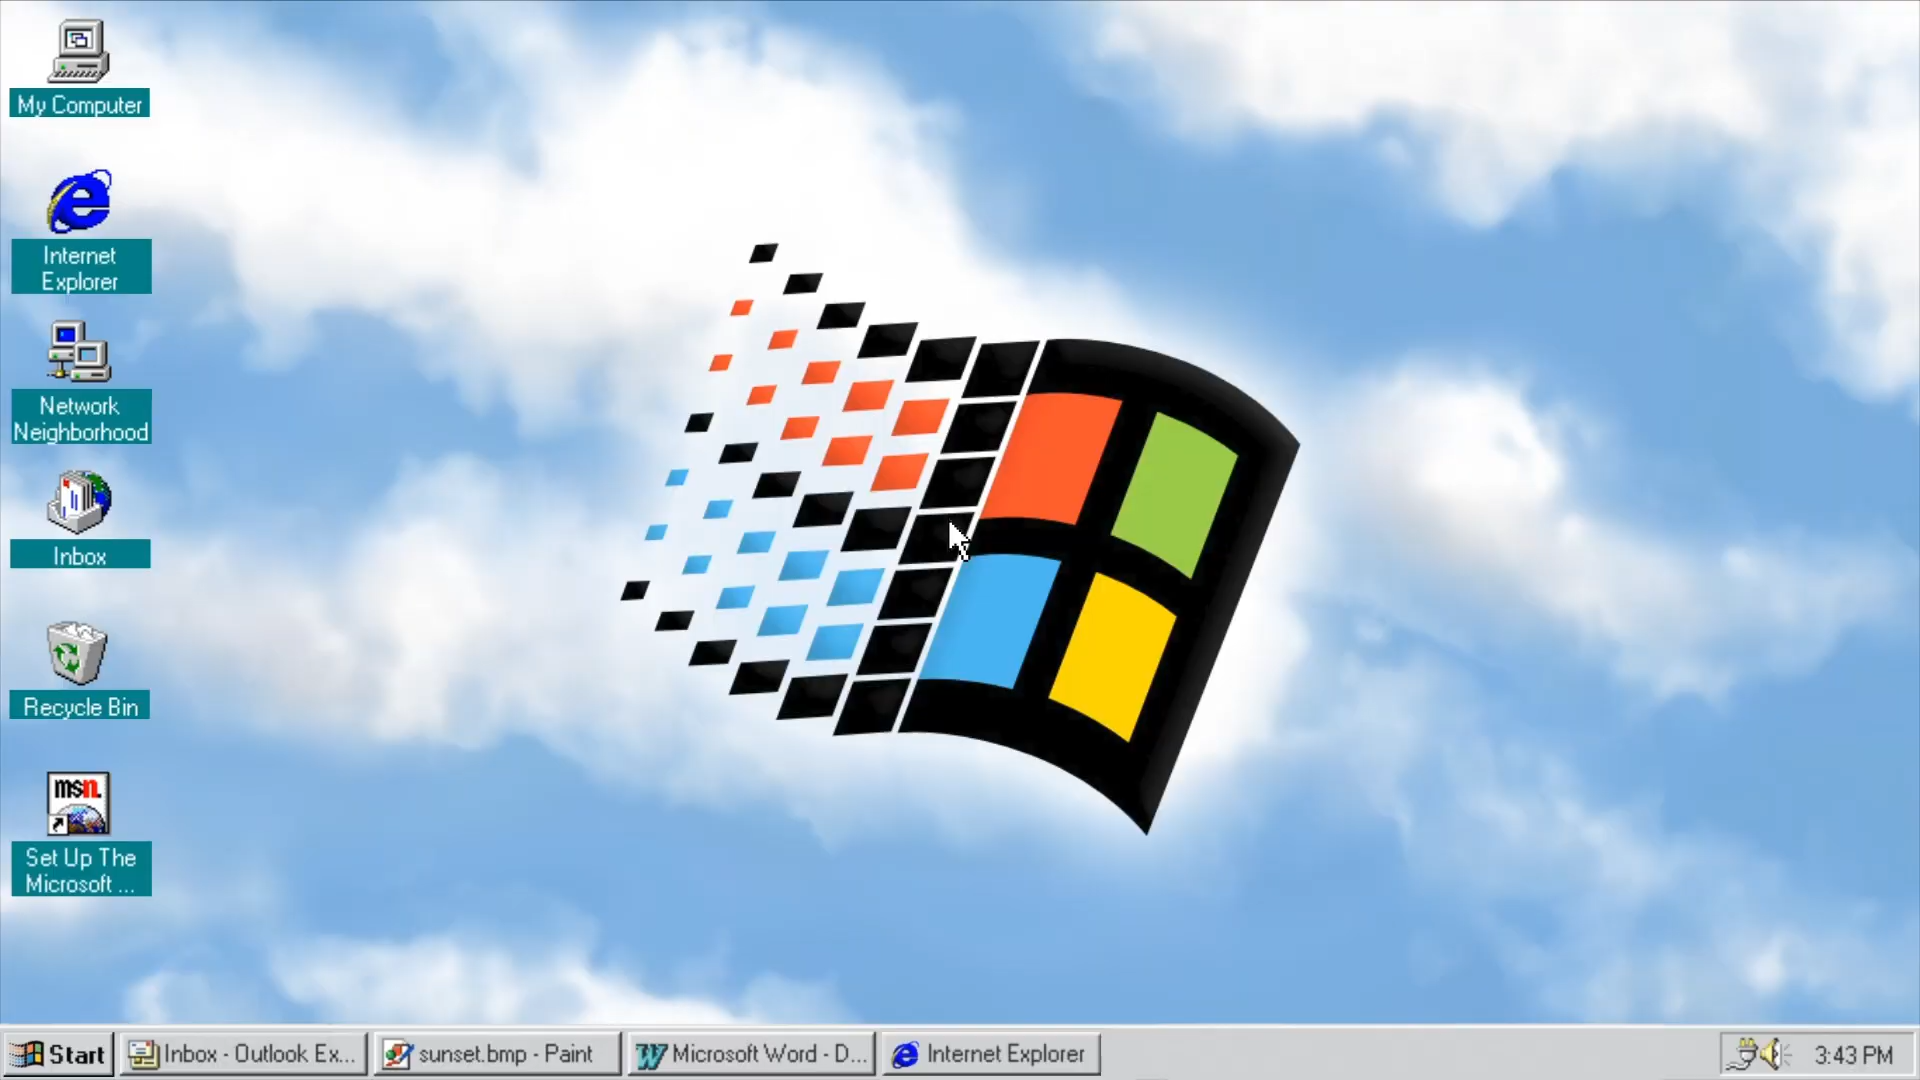 My Computer
Internet
Explorer
Network
Neighborhood
Inbox
Recycle Bin
msn.
Set Up The
Microsoft ...
Start
Inbox - Outlook Ex...
sunset.bmp - Paint
Microsoft Word - D...
Internet Explorer
3:43 PM